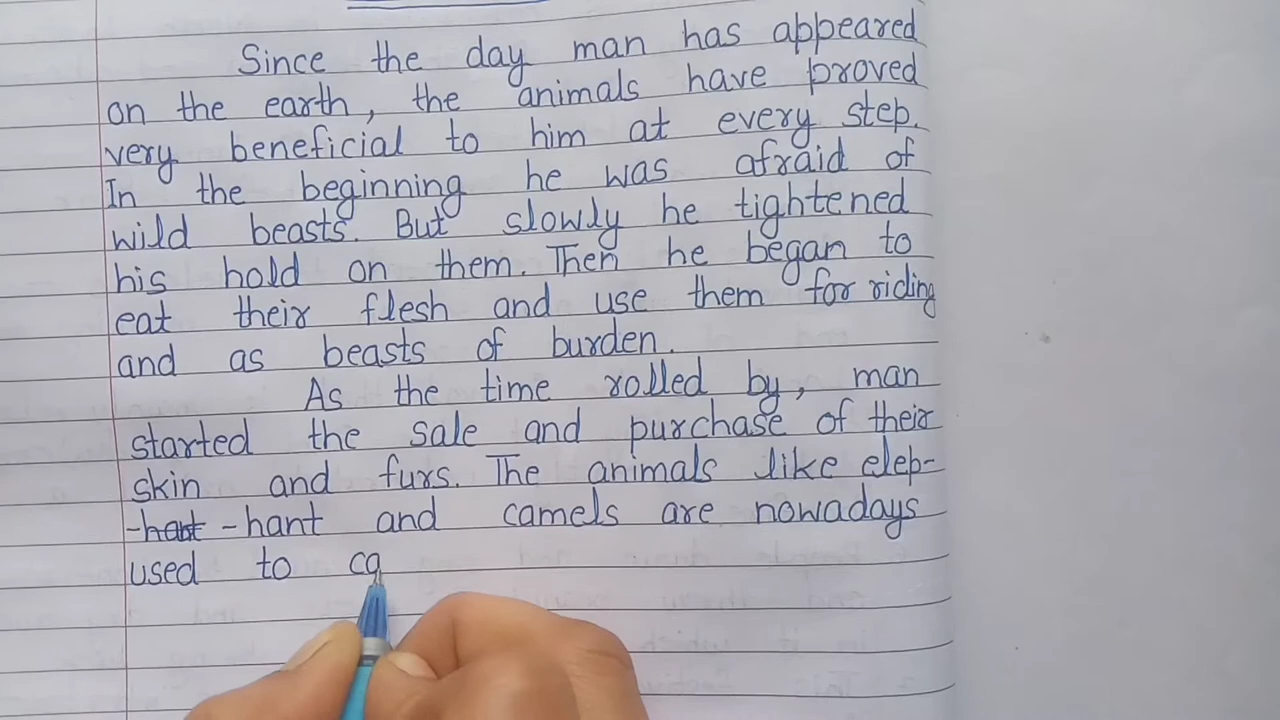 Since the day man has appeared
on the earth, the animals have proved
very beneficial to him at every step.
In the beginning he was afraid of
wild beasts. But slowly he tightened
his hold on them. Then he began to
eat their flesh and use them for riding
and as beasts of burden.
As the time rolled by, man
started the sale and purchase of their
skin and furs. The animals like elep-
-hant -hant and camels are nowadays
used to ca